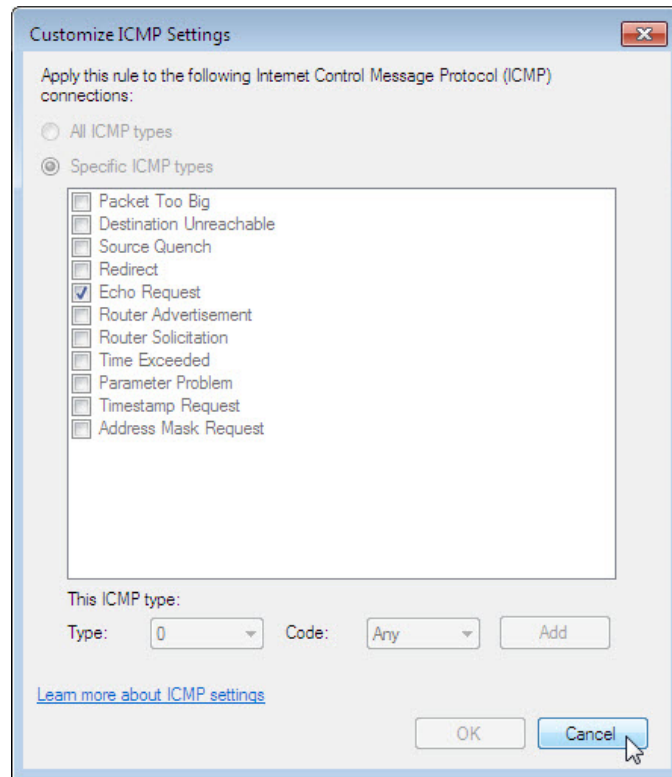 Customize ICMP Settings
Apply this rule to the following Internet Control Message Protocol (ICMP)
connections:
All ICMP types
Specific ICMP types
Packet Too Big
Destination Unreachable
Source Quench
Redirect
Echo Request
Router Advertisement
Router Solicitation
Time Exceeded
Parameter Problem
Timestamp Request
Address Mask Request
This ICMP type:
Type: 0 Code: Any Add
Learn more about ICMP settings
OK Cancel